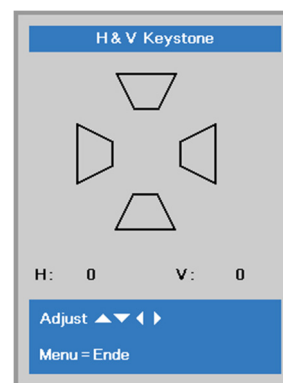 H & V Keystone
H: 0 V: 0
Adjust ▲▼◀▶
Menu = Ende